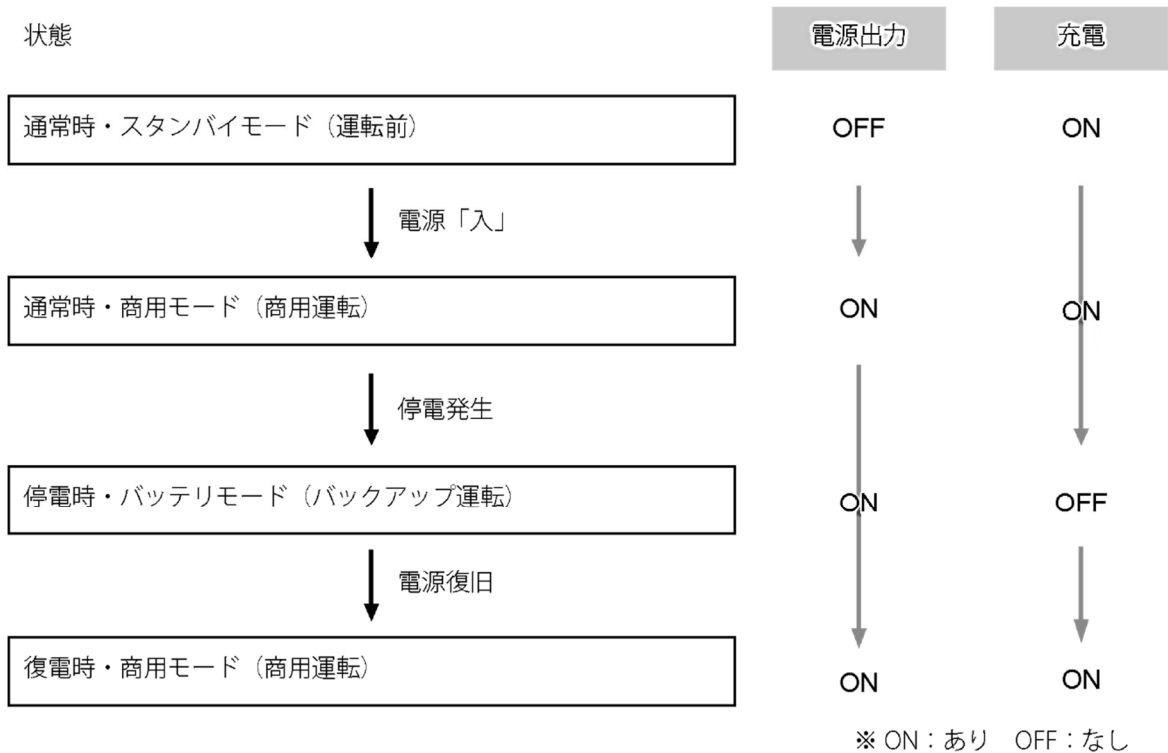 状態 電源出力 充電
通常時・スタンバイモード（運転前） OFF ON
電源「入」
通常時・商用モード（商用運転） ON ON
停電発生
停電時・バッテリモード（バックアップ運転） ON OFF
電源復旧
復電時・商用モード（商用運転） ON ON
※ ON：あり OFF：なし